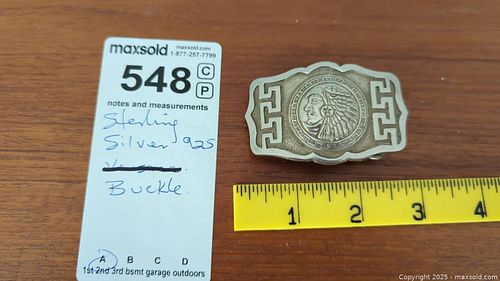 maxsold maxsold.com
1-877-257-7799
548 C
P
notes and measurements
Sterling
Silver 925
Buckle.
A B C D
1st 2nd 3rd bsmt garage outdoors
1 2 3 4
Copyright © 2025 - maxsold.com